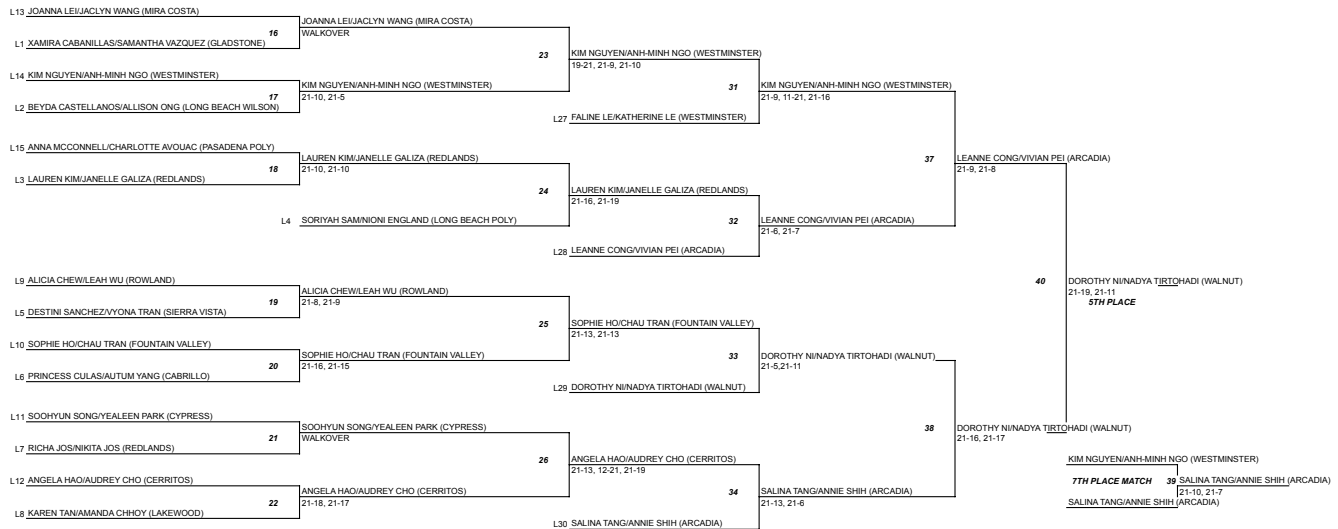 L13 JOANNA LEI/JACLYN WANG (MIRA COSTA)
16
JOANNA LEI/JACLYN WANG (MIRA COSTA)
WALKOVER
L1 XAMIRA CABANILLAS/SAMANTHA VAZQUEZ (GLADSTONE)
23
KIM NGUYEN/ANH-MINH NGO (WESTMINSTER)
19-21, 21-9, 21-10
L14 KIM NGUYEN/ANH-MINH NGO (WESTMINSTER)
17
KIM NGUYEN/ANH-MINH NGO (WESTMINSTER)
21-10, 21-5
L2 BEYDA CASTELLANOS/ALLISON ONG (LONG BEACH WILSON)
31
KIM NGUYEN/ANH-MINH NGO (WESTMINSTER)
21-9, 11-21, 21-16
L27 FALINE LE/KATHERINE LE (WESTMINSTER)
L15 ANNA MCCONNELL/CHARLOTTE AVOUAC (PASADENA POLY)
18
LAUREN KIM/JANELLE GALIZA (REDLANDS)
21-10, 21-10
L3 LAUREN KIM/JANELLE GALIZA (REDLANDS)
37
LEANNE CONG/VIVIAN PEI (ARCADIA)
21-9, 21-8
24
LAUREN KIM/JANELLE GALIZA (REDLANDS)
21-16, 21-19
L4 SORIYAH SAM/NIONI ENGLAND (LONG BEACH POLY)
32
LEANNE CONG/VIVIAN PEI (ARCADIA)
21-6, 21-7
L28 LEANNE CONG/VIVIAN PEI (ARCADIA)
L9 ALICIA CHEW/LEAH WU (ROWLAND)
19
ALICIA CHEW/LEAH WU (ROWLAND)
21-8, 21-9
L5 DESTINI SANCHEZ/VYONA TRAN (SIERRA VISTA)
40
DOROTHY NI/NADYA TIRTOHADI (WALNUT)
21-19, 21-11
5TH PLACE
25
SOPHIE HO/CHAU TRAN (FOUNTAIN VALLEY)
21-13, 21-13
L10 SOPHIE HO/CHAU TRAN (FOUNTAIN VALLEY)
20
SOPHIE HO/CHAU TRAN (FOUNTAIN VALLEY)
21-16, 21-15
L6 PRINCESS CULAS/AUTUM YANG (CABRILLO)
33
DOROTHY NI/NADYA TIRTOHADI (WALNUT)
21-5,21-11
L29 DOROTHY NI/NADYA TIRTOHADI (WALNUT)
L11 SOOHYUN SONG/YEALEEN PARK (CYPRESS)
21
SOOHYUN SONG/YEALEEN PARK (CYPRESS)
WALKOVER
L7 RICHA JOS/NIKITA JOS (REDLANDS)
38
DOROTHY NI/NADYA TIRTOHADI (WALNUT)
21-16, 21-17
26
ANGELA HAO/AUDREY CHO (CERRITOS)
21-13, 12-21, 21-19
L12 ANGELA HAO/AUDREY CHO (CERRITOS)
22
ANGELA HAO/AUDREY CHO (CERRITOS)
21-18, 21-17
L8 KAREN TAN/AMANDA CHHOY (LAKEWOOD)
34
SALINA TANG/ANNIE SHIH (ARCADIA)
21-13, 21-6
L30 SALINA TANG/ANNIE SHIH (ARCADIA)
KIM NGUYEN/ANH-MINH NGO (WESTMINSTER)
7TH PLACE MATCH 39 SALINA TANG/ANNIE SHIH (ARCADIA)
21-10, 21-7
SALINA TANG/ANNIE SHIH (ARCADIA)